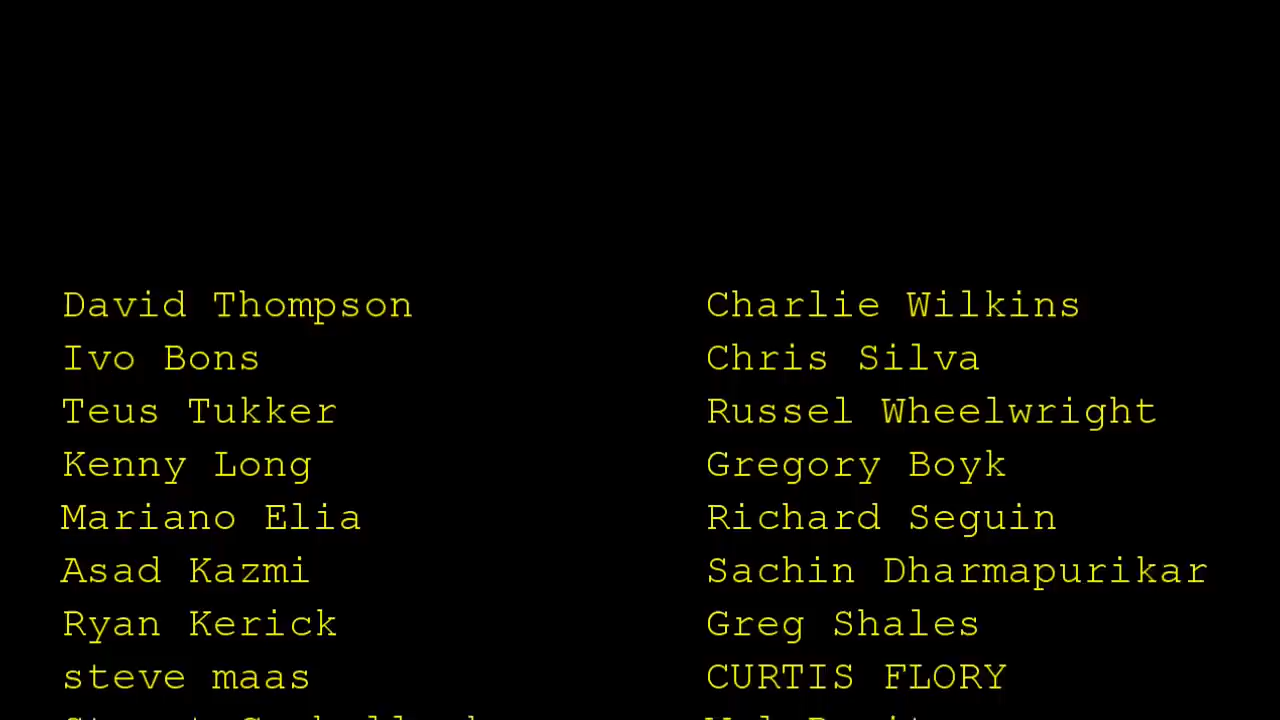 David Thompson
Charlie Wilkins
Ivo Bons
Chris Silva
Teus Tukker
Russel Wheelwright
Kenny Long
Gregory Boyk
Mariano Elia
Richard Seguin
Asad Kazmi
Sachin Dharmapurikar
Ryan Kerick
Greg Shales
steve maas
CURTIS FLORY